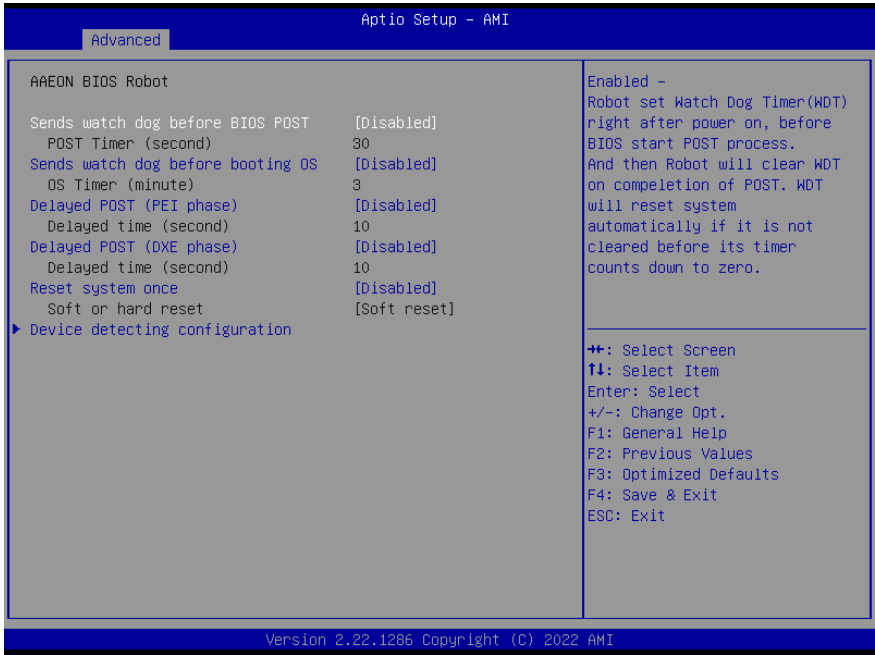 Aptio Setup - AMI
Advanced
AAEON BIOS Robot
Sends watch dog before BIOS POST [Disabled]
POST Timer (second) 30
Sends watch dog before booting OS [Disabled]
OS Timer (minute) 3
Delayed POST (PEI phase) [Disabled]
Delayed time (second) 10
Delayed POST (DXE phase) [Disabled]
Delayed time (second) 10
Reset system once [Disabled]
Soft or hard reset [Soft reset]
Device detecting configuration
Enabled -
Robot set Watch Dog Timer(WDT)
right after power on, before
BIOS start POST process.
And then Robot will clear WDT
on compeletion of POST. WDT
will reset system
automatically if it is not
cleared before its timer
counts down to zero.
→←: Select Screen
↑↓: Select Item
Enter: Select
+/-: Change Opt.
F1: General Help
F2: Previous Values
F3: Optimized Defaults
F4: Save & Exit
ESC: Exit
Version 2.22.1286 Copyright (C) 2022 AMI